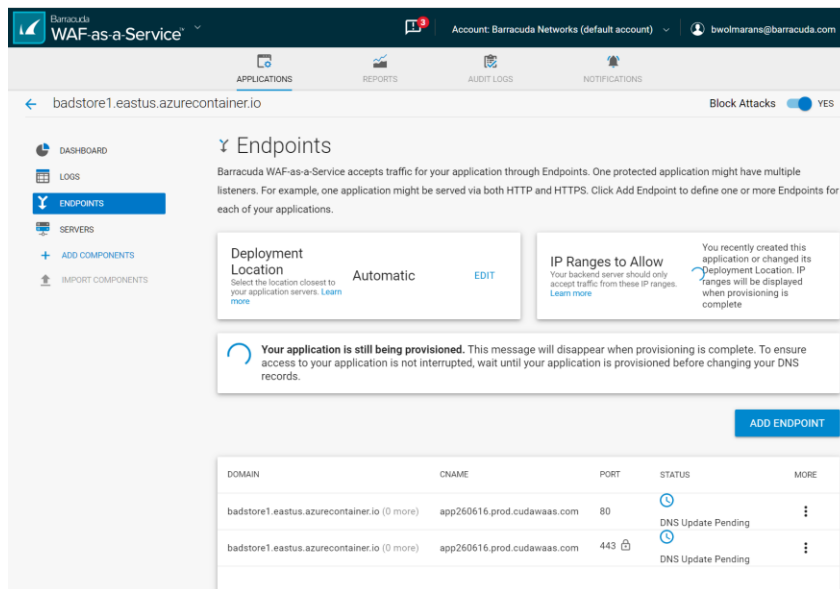 Barracuda
WAF-as-a-Service
3
Account: Barracuda Networks (default account)
bwolmarans@barracuda.com
APPLICATIONS
REPORTS
AUDIT LOGS
NOTIFICATIONS
badstore1.eastus.azurecontainer.io
Block Attacks
YES
DASHBOARD
LOGS
ENDPOINTS
SERVERS
+ ADD COMPONENTS
IMPORT COMPONENTS
Endpoints
Barracuda WAF-as-a-Service accepts traffic for your application through Endpoints. One protected application might have multiple
listeners. For example, one application might be served via both HTTP and HTTPS. Click Add Endpoint to define one or more Endpoints for
each of your applications.
Deployment
Location
Select the location closest to
your application servers. Learn
more
Automatic
EDIT
IP Ranges to Allow
Your backend server should only
accept traffic from these IP ranges.
Learn more
You recently created this
application or changed its
Deployment Location. IP
ranges will be displayed
when provisioning is
complete
Your application is still being provisioned. This message will disappear when provisioning is complete. To ensure
access to your application is not interrupted, wait until your application is provisioned before changing your DNS
records.
ADD ENDPOINT
DOMAIN CNAME PORT STATUS MORE
badstore1.eastus.azurecontainer.io (0 more) app260616.prod.cudawaas.com 80 DNS Update Pending
badstore1.eastus.azurecontainer.io (0 more) app260616.prod.cudawaas.com 443 DNS Update Pending